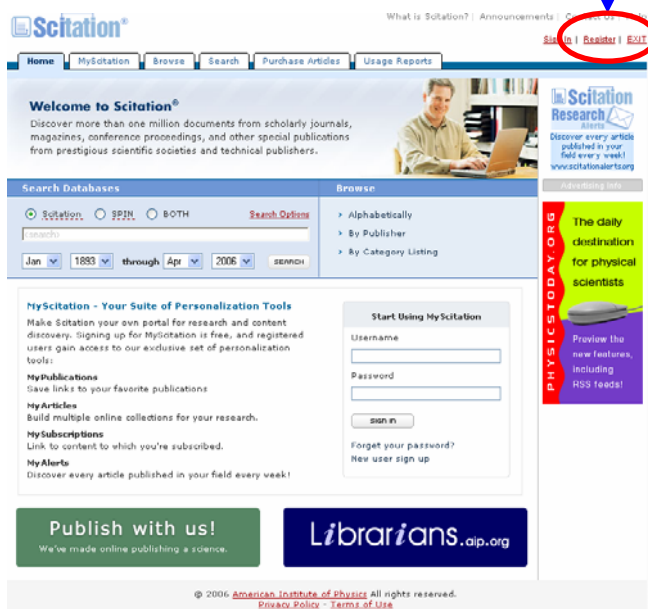 Scitation®
What is Scitation? | Announcements | Contact Us
Sign In | Register | EXIT
Home MyScitation Browse Search Purchase Articles Usage Reports
Welcome to Scitation®
Discover more than one million documents from scholarly journals,
magazines, conference proceedings, and other special publications
from prestigious scientific societies and technical publishers.
Scitation
Research
Alerts
Discover every article
published in your
field every week!
www.scitationalerts.org
Advertising Info
Search Databases
Scitation SPIN BOTH Search Options
<search>
Jan 1893 through Apr 2006 SEARCH
Browse
› Alphabetically
› By Publisher
› By Category Listing
PHYSICSTODAY.ORG
The daily
destination
for physical
scientists
Preview the
new features,
including
RSS feeds!
MyScitation - Your Suite of Personalization Tools
Make Scitation your own portal for research and content
discovery. Signing up for MyScitation is free, and registered
users gain access to our exclusive set of personalization
tools:
MyPublications
Save links to your favorite publications
MyArticles
Build multiple online collections for your research.
MySubscriptions
Link to content to which you're subscribed.
MyAlerts
Discover every article published in your field every week!
Start Using MyScitation
Username
Password
SIGN IN
Forget your password?
New user sign up
Publish with us!
We've made online publishing a science.
Librarians.aip.org
© 2006 American Institute of Physics All rights reserved.
Privacy Policy - Terms of Use